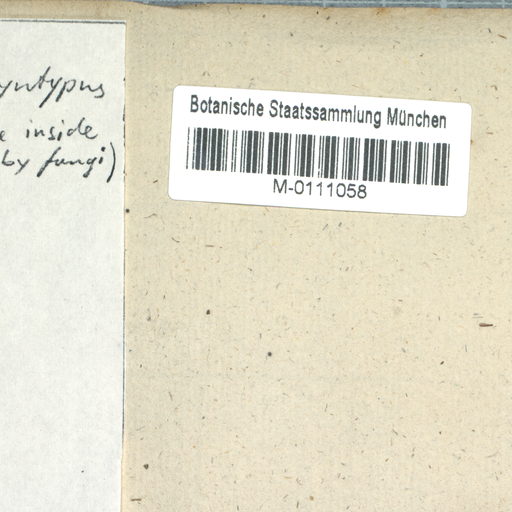 yntypus
e inside
by fungi)
Botanische Staatssammlung München
M-0111058